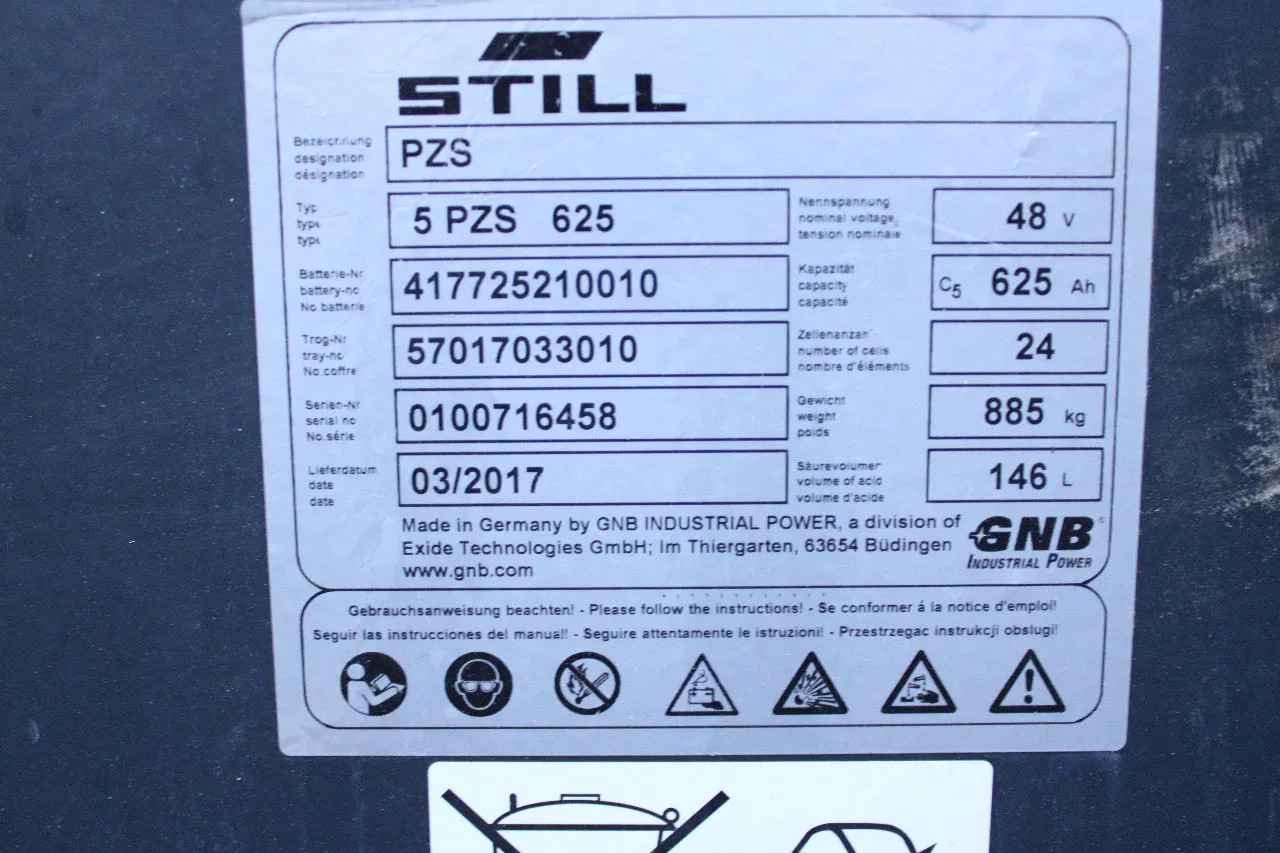 STILL
Bezeichnung
designation
désignation
PZS
Typ
type
type
5 PZS 625
Nennspannung
nominal voltage
tension nominale
48 V
Batterie-Nr
battery-no
No.batterie
417725210010
Kapazität
capacity
capacité
C5 625 Ah
Trog-Nr
tray-no
No.coffre
57017033010
Zellenanzahl
number of cells
nombre d'éléments
24
Serien-Nr
serial no
No.série
0100716458
Gewicht
weight
poids
885 kg
Lieferdatum
date
date
03/2017
Säurevolumen
volume of acid
volume d'acide
146 L
Made in Germany by GNB INDUSTRIAL POWER, a division of
Exide Technologies GmbH; Im Thiergarten, 63654 Büdingen
www.gnb.com
GNB
INDUSTRIAL POWER
Gebrauchsanweisung beachten! - Please follow the instructions! - Se conformer á la notice d'emploi!
Seguir las instrucciones del manual! - Seguire attentamente le istruzioni! - Przestrzegac instrukcji obslugi!